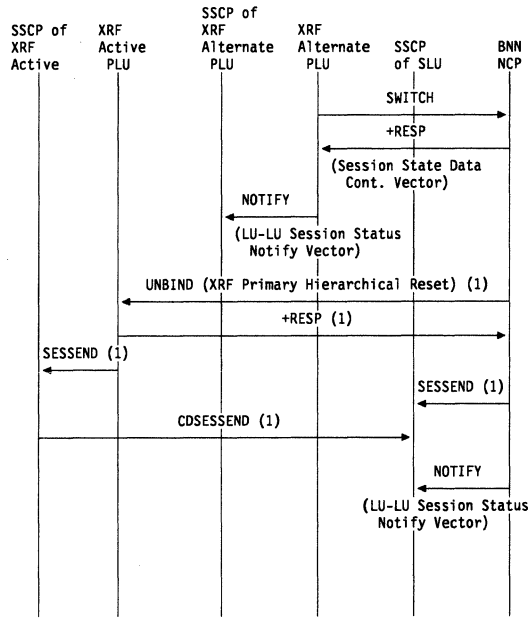 SSCP of
XRF
Active
XRF
Active
PLU
SSCP of
XRF
Alternate
PLU
XRF
Alternate
PLU
SSCP
of SLU
BNN
NCP
SWITCH
+RESP
(Session State Data
Cont. Vector)
NOTIFY
(LU-LU Session Status
Notify Vector)
UNBIND (XRF Primary Hierarchical Reset) (1)
+RESP (1)
SESSEND (1)
SESSEND (1)
CDSESSEND (1)
NOTIFY
(LU-LU Session Status
Notify Vector)